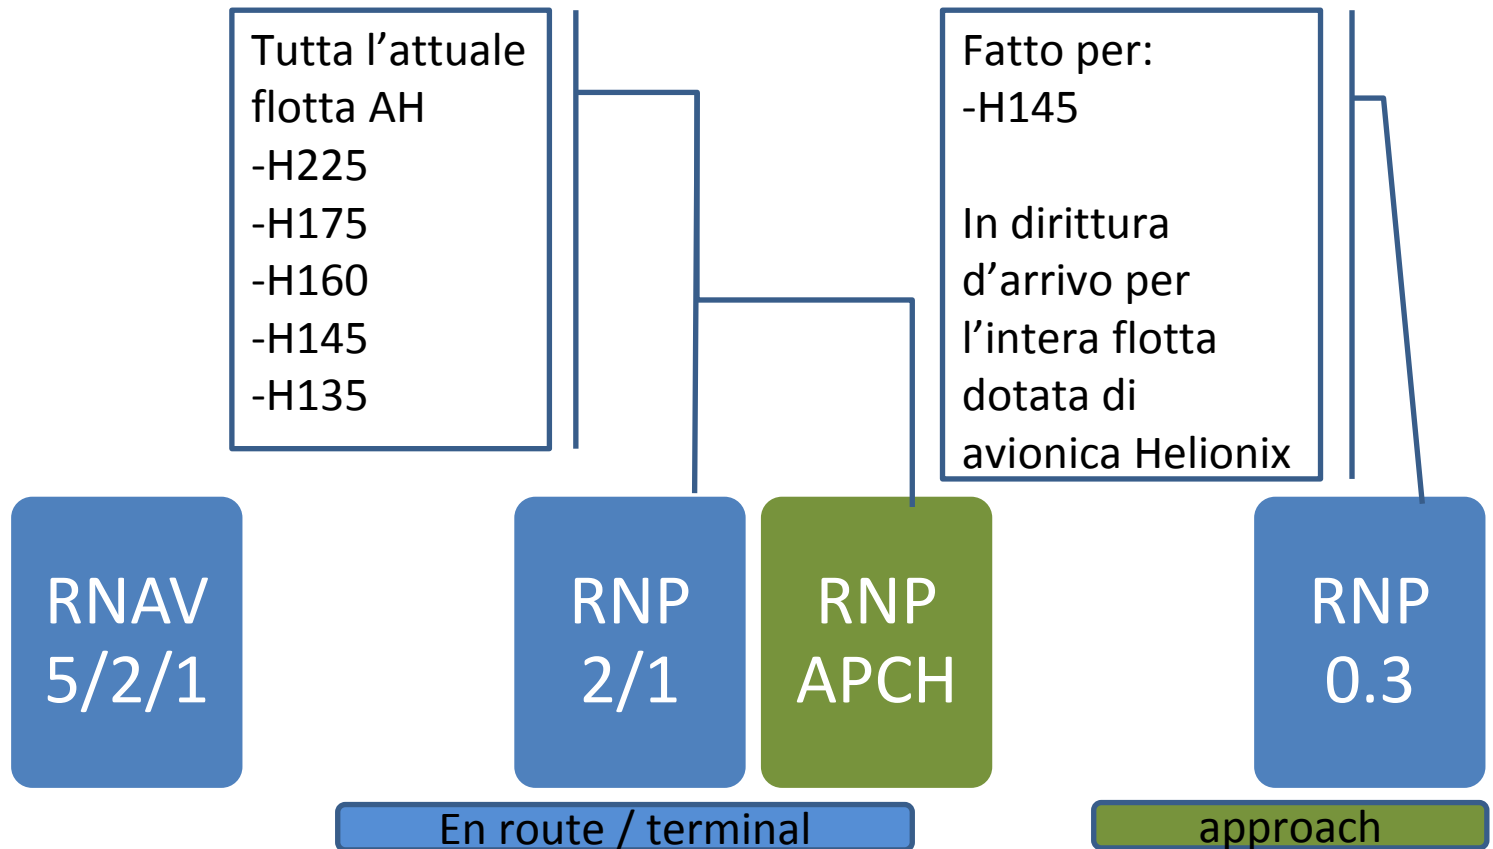 Tutta l’attuale
flotta AH
-H225
-H175
-H160
-H145
-H135
Fatto per:
-H145
In dirittura
d’arrivo per
l’intera flotta
dotata di
avionica Helionix
RNAV
5/2/1
RNP
2/1
RNP
APCH
RNP
0.3
En route / terminal
approach